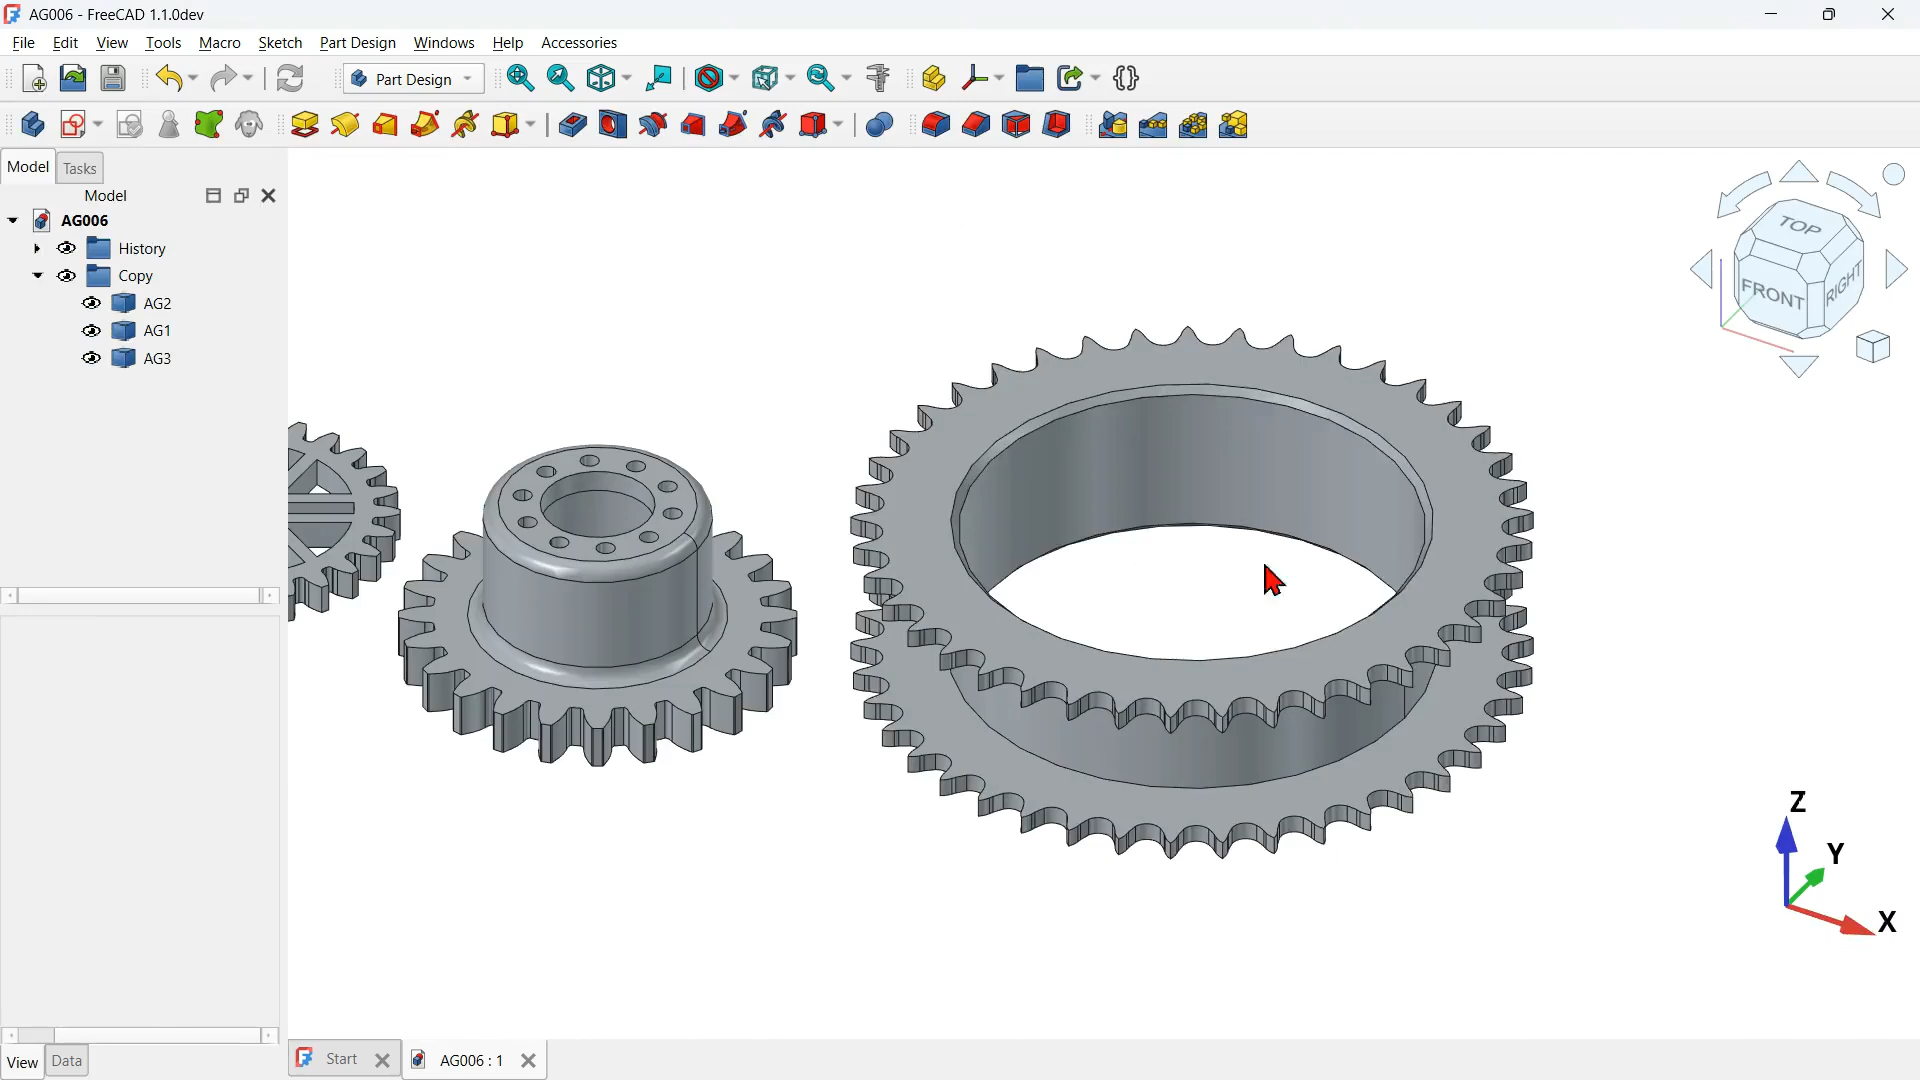 AG006 - FreeCAD 1.1.0dev
File Edit View Tools Macro Sketch Part Design Windows Help Accessories
Part Design
Model Tasks
Model
AG006
History
Copy
AG2
AG1
AG3
TOP
FRONT RIGHT
Z
Y
X
View Data
Start AG006 : 1